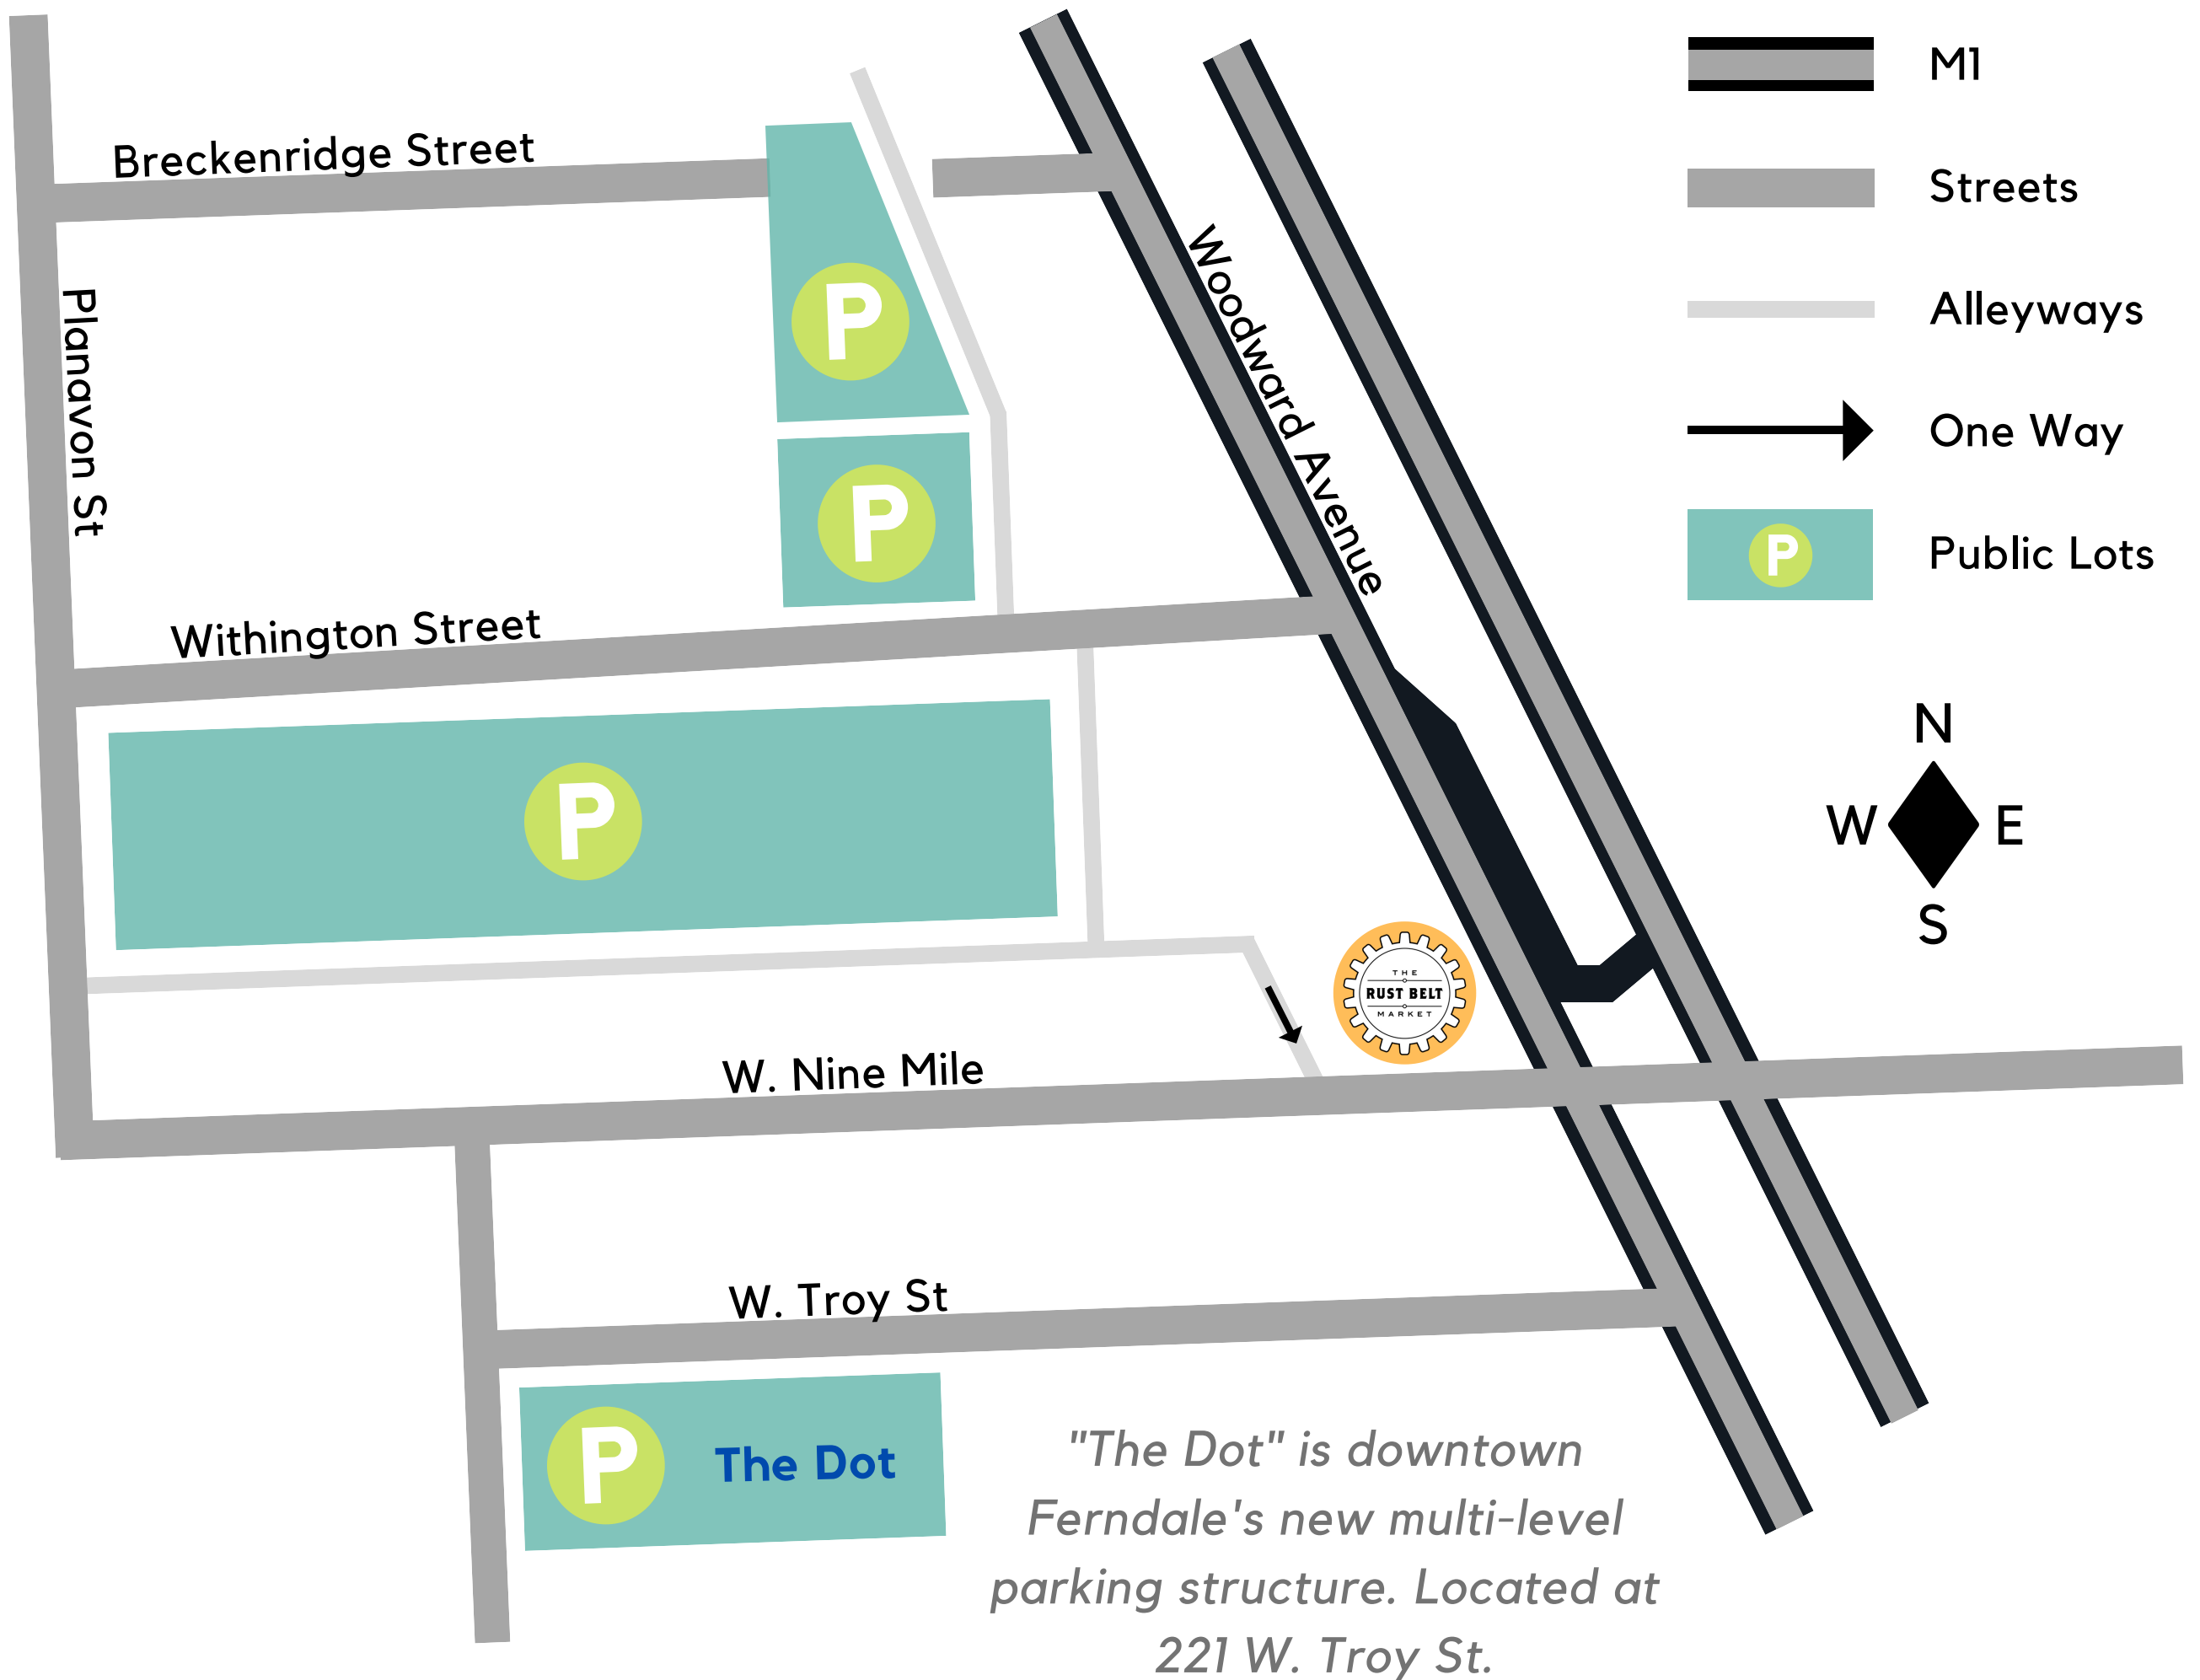 M1
Breckenridge Street
Streets
Woodward Avenue
Alleyways
Planavon St
One Way
P
P
Public Lots
P
Withington Street
N
P
W
E
S
THE
RUST BELT
MARKET
W. Nine Mile
W. Troy St
P
The Dot
"The Dot" is downtown
Ferndale's new multi-level
parking structure. Located at
221 W. Troy St.